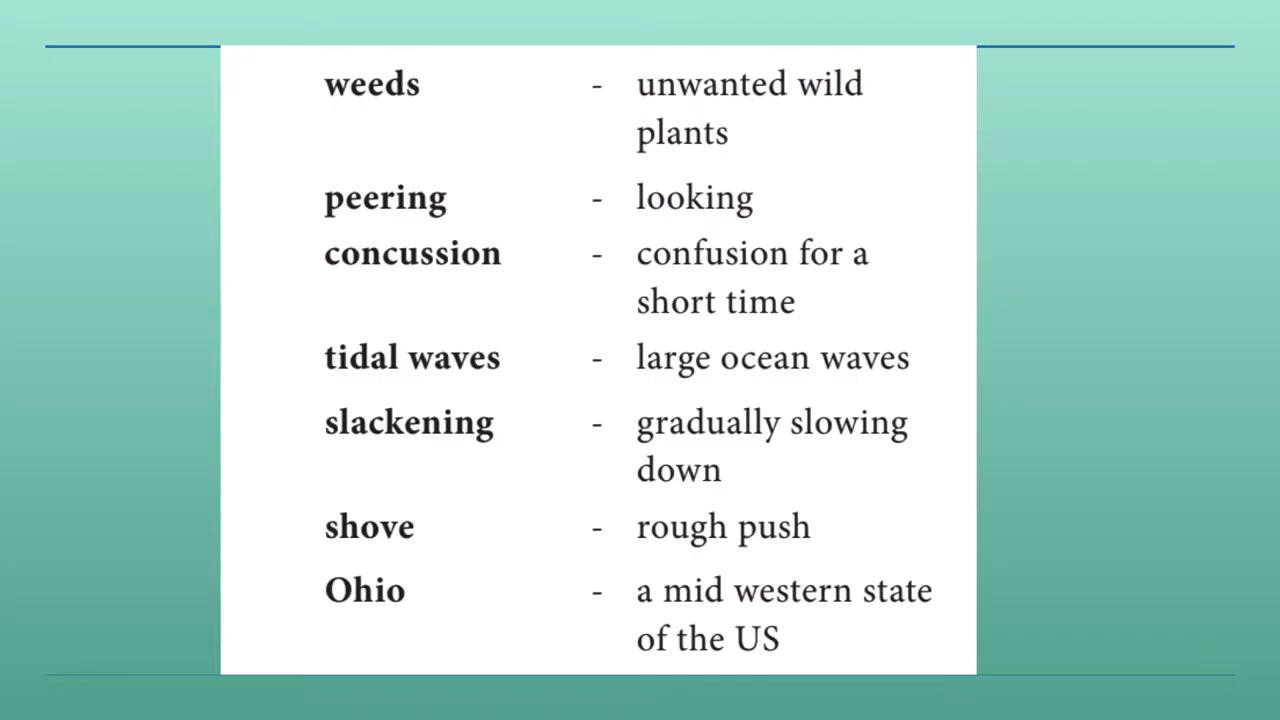 weeds - unwanted wild
plants
peering - looking
concussion - confusion for a
short time
tidal waves - large ocean waves
slackening - gradually slowing
down
shove - rough push
Ohio - a mid western state
of the US